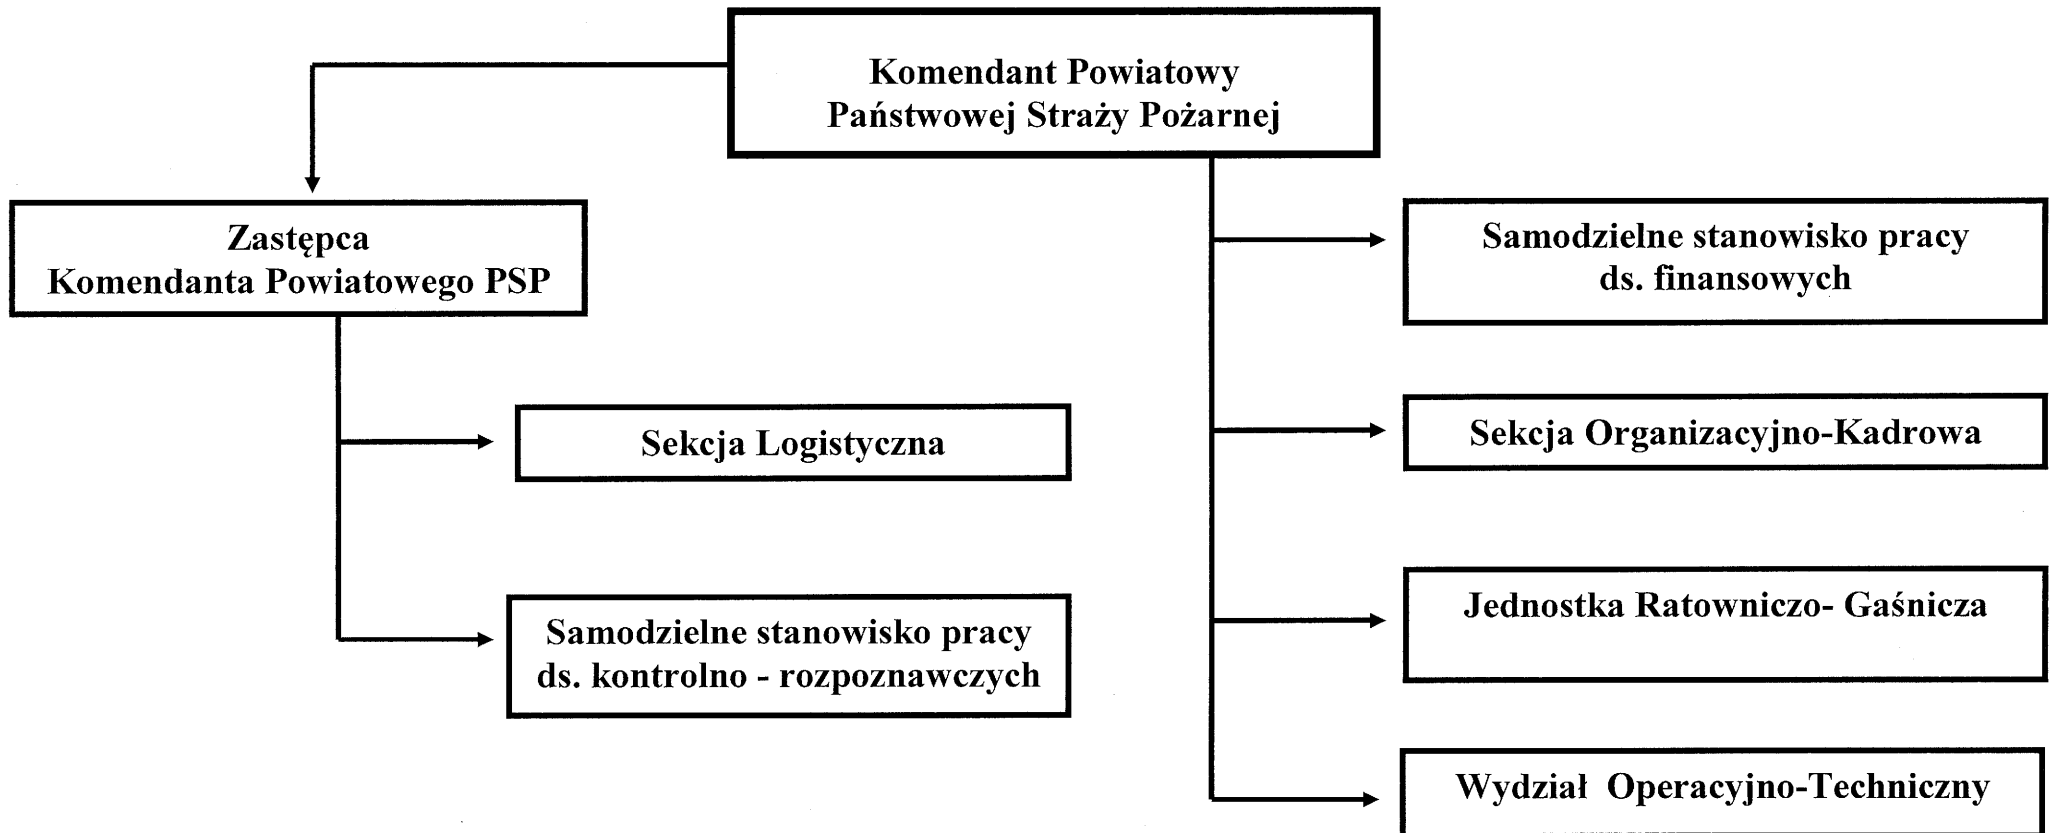 Komendant Powiatowy
Państwowej Straży Pożarnej
Zastępca
Komendanta Powiatowego PSP
Sekcja Logistyczna
Samodzielne stanowisko pracy
ds. kontrolno - rozpoznawczych
Samodzielne stanowisko pracy
ds. finansowych
Sekcja Organizacyjno-Kadrowa
Jednostka Ratowniczo- Gaśnicza
Wydział  Operacyjno-Techniczny